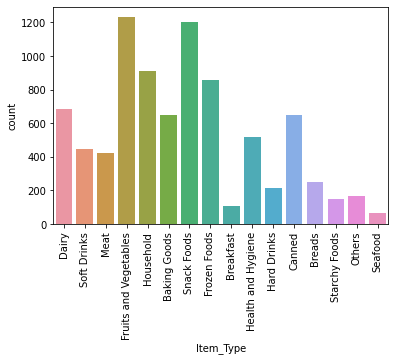 1200
1000
800
600
400
200
0
count
Dairy
Soft Drinks
Meat
Fruits and Vegetables
Household
Baking Goods
Snack Foods
Frozen Foods
Breakfast
Health and Hygiene
Hard Drinks
Canned
Breads
Starchy Foods
Others
Seafood
Item_Type